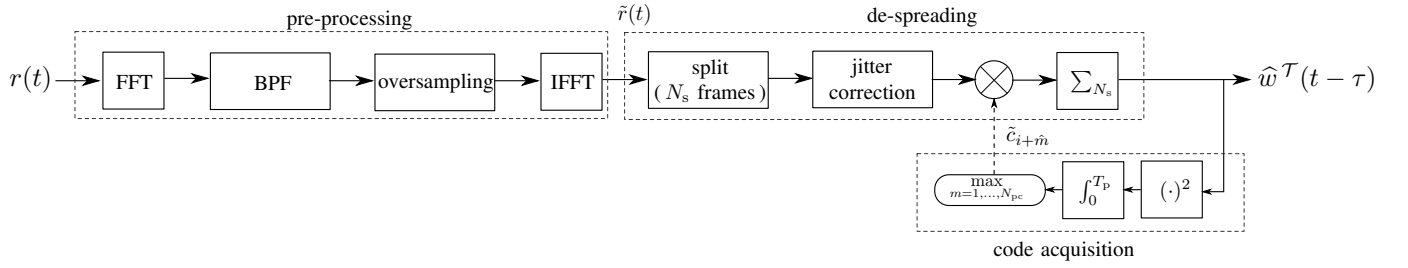 pre-processing
r̃(t)
de-spreading
r(t)
FFT
BPF
oversampling
IFFT
split
(N_s frames)
jitter
correction
∑_{N_s}
ŵ^𝒯(t − τ)
c̃_{i+m̂}
max
m=1,...,N_pc
∫_0^{T_p}
(·)^2
code acquisition